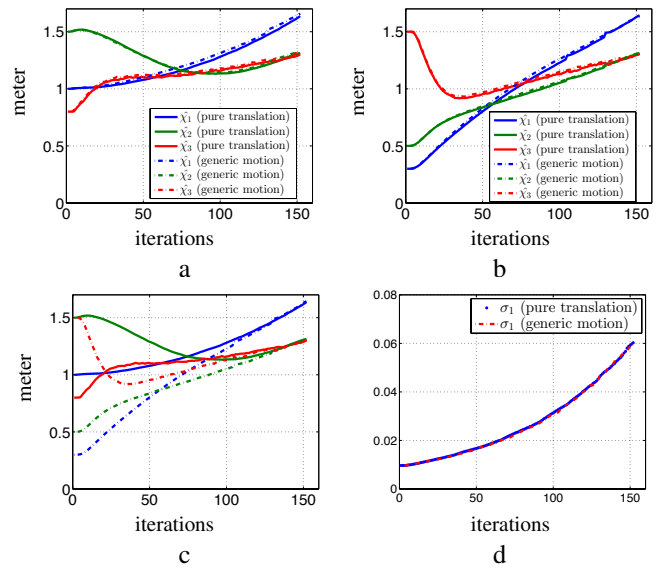 1.5
1
0.5
0
meter
χ̂₁ (pure translation)
χ̂₂ (pure translation)
χ̂₃ (pure translation)
χ̂₁ (generic motion)
χ̂₂ (generic motion)
χ̂₃ (generic motion)
0 50 100 150
iterations
a
1.5
1
0.5
0
meter
χ̂₁ (pure translation)
χ̂₂ (pure translation)
χ̂₃ (pure translation)
χ̂₁ (generic motion)
χ̂₂ (generic motion)
χ̂₃ (generic motion)
0 50 100 150
iterations
b
1.5
1
0.5
0
meter
0 50 100 150
iterations
c
0.08
0.06
0.04
0.02
0
σ₁ (pure translation)
σ₁ (generic motion)
0 50 100 150
iterations
d